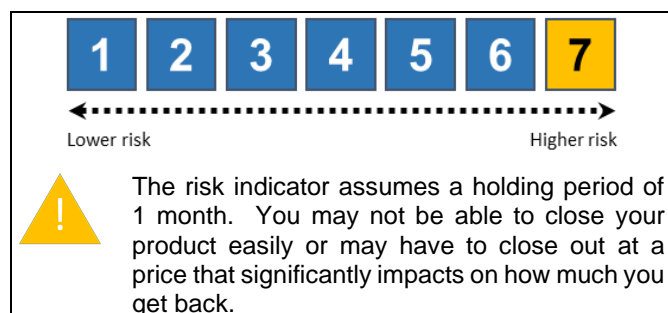 1 2 3 4 5 6 7
Lower risk Higher risk
!
The risk indicator assumes a holding period of
1 month. You may not be able to close your
product easily or may have to close out at a
price that significantly impacts on how much you
get back.